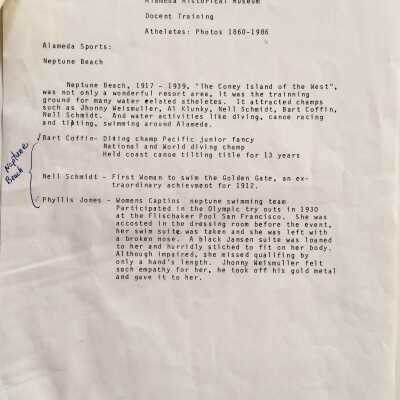 Alameda Historical Museum
Docent Training
Atheletes: Photos 1860-1986
Alameda Sports:
Neptune Beach
Neptune Beach, 1917 - 1939, "The Coney Island of the West",
was not only a wonderful resort area, it was the trainning
ground for many water related atheletes. It attracted champs
such as Jhonny Weismuller, Al Klunky, Nell Schmidt, Bart Coffin,
Nell Schmidt. And water activities like diving, canoe racing
and tilting, swimming around Alameda.
Bart Coffin- Diking champ Pacific junior fancy
National and World diving champ
Held coast canoe tilting title for 13 years
Neptune
Beach
Nell Schmidt - First Woman to swim the Golden Gate, an ex-
traordinary achievment for 1912.
Phyllis Jones - Womens Captins neptune swimming team
Participated in the Olympic try outs in 1930
at the Flischaker Pool San Francisco. She was
accosted in the dressing room before the event,
her swim suite was taken and she was left with
a broken nose. A black Jansen suite was loaned
to her and hurridly stiched to fit on her body.
Although impaired, she missed qualifing by
only a hand's length. Jhonny Weismuller felt
such empathy for her, he took off his gold metal
and gave it to her.